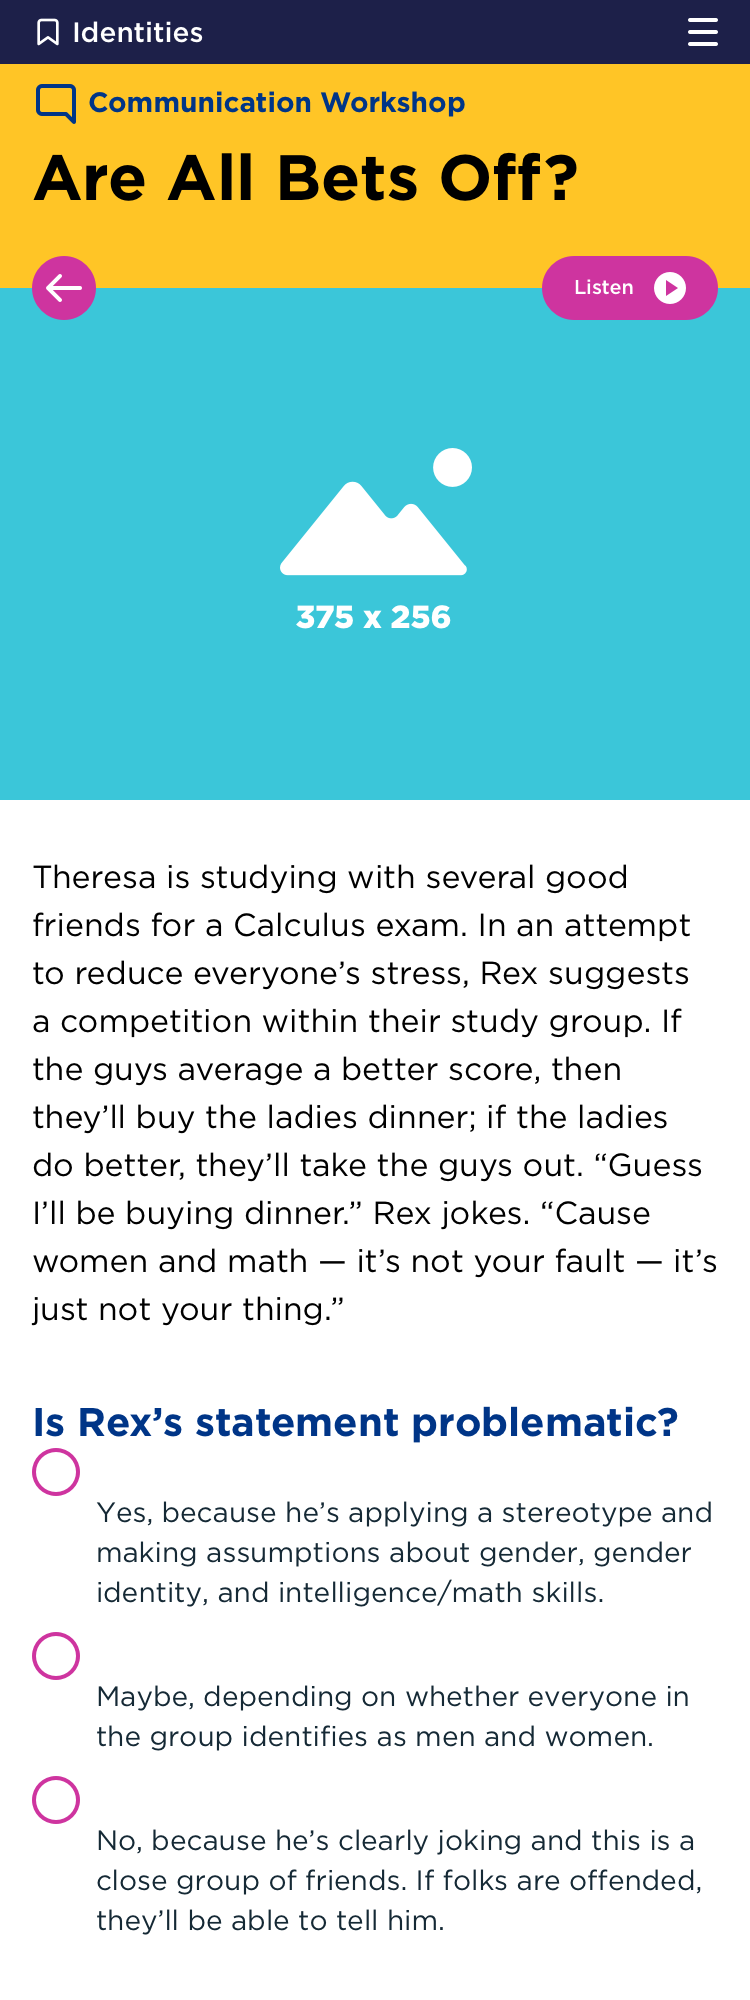 Identities
Communication Workshop
Are All Bets Off?
Listen
375 x 256
Theresa is studying with several good
friends for a Calculus exam. In an attempt
to reduce everyone’s stress, Rex suggests
a competition within their study group. If
the guys average a better score, then
they’ll buy the ladies dinner; if the ladies
do better, they’ll take the guys out. “Guess
I’ll be buying dinner.” Rex jokes. “Cause
women and math — it’s not your fault — it’s
just not your thing.”
Is Rex’s statement problematic?
Yes, because he’s applying a stereotype and
making assumptions about gender, gender
identity, and intelligence/math skills.
Maybe, depending on whether everyone in
the group identifies as men and women.
No, because he’s clearly joking and this is a
close group of friends. If folks are offended,
they’ll be able to tell him.